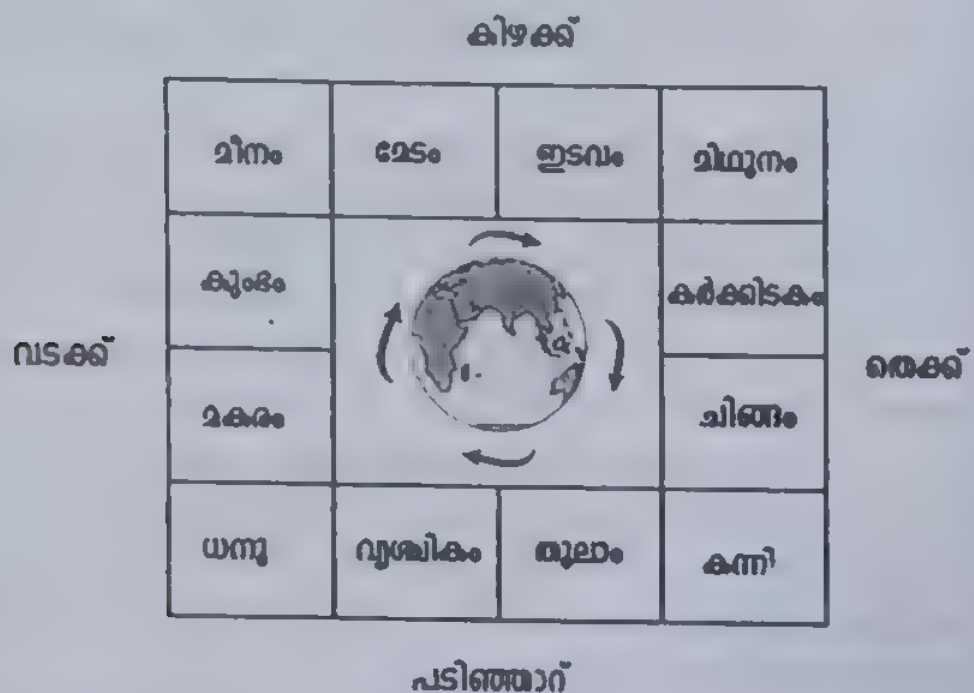 കിഴക്ക്
മീനം മേടം ഇടവം മിഥുനം
കുംഭം കർക്കിടകം
വടക്ക് തെക്ക്
മകരം ചിങ്ങം
ധനു വൃശ്ചികം തുലാം കന്നി
പടിഞ്ഞാറ്